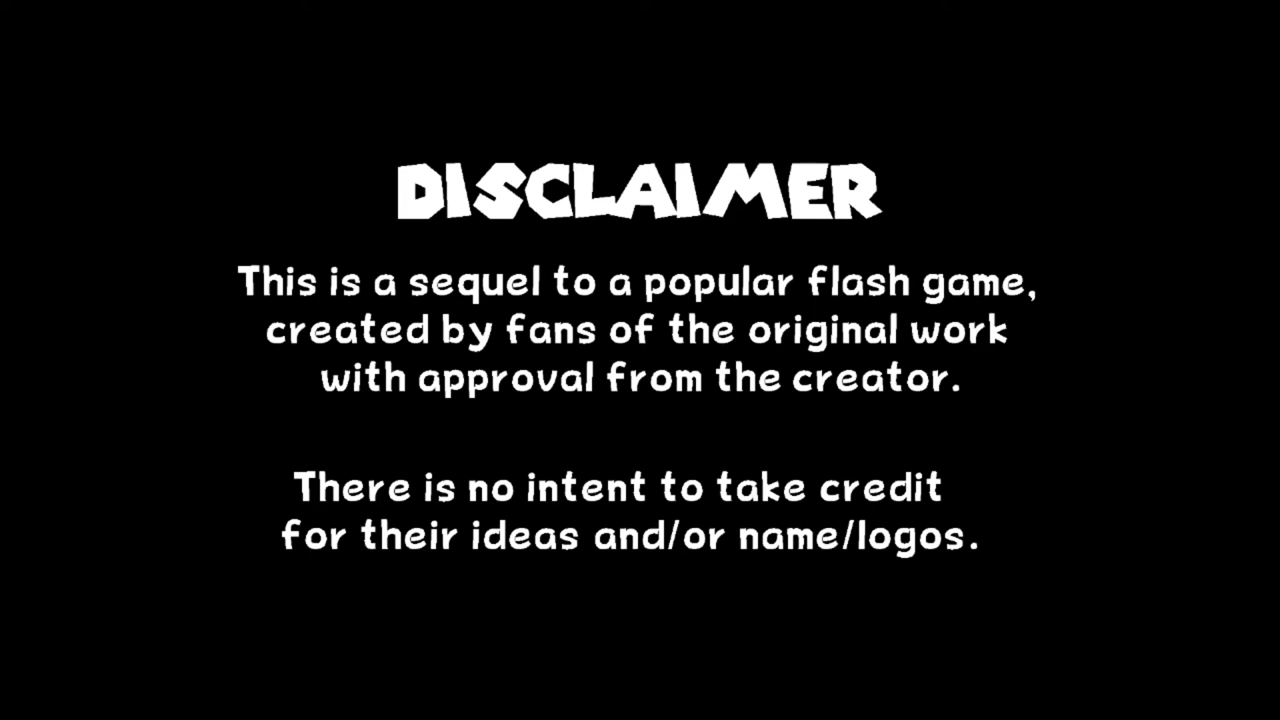 DISCLAIMER
This is a sequel to a popular flash game,
created by fans of the original work
with approval from the creator.
There is no intent to take credit
for their ideas and/or name/logos.